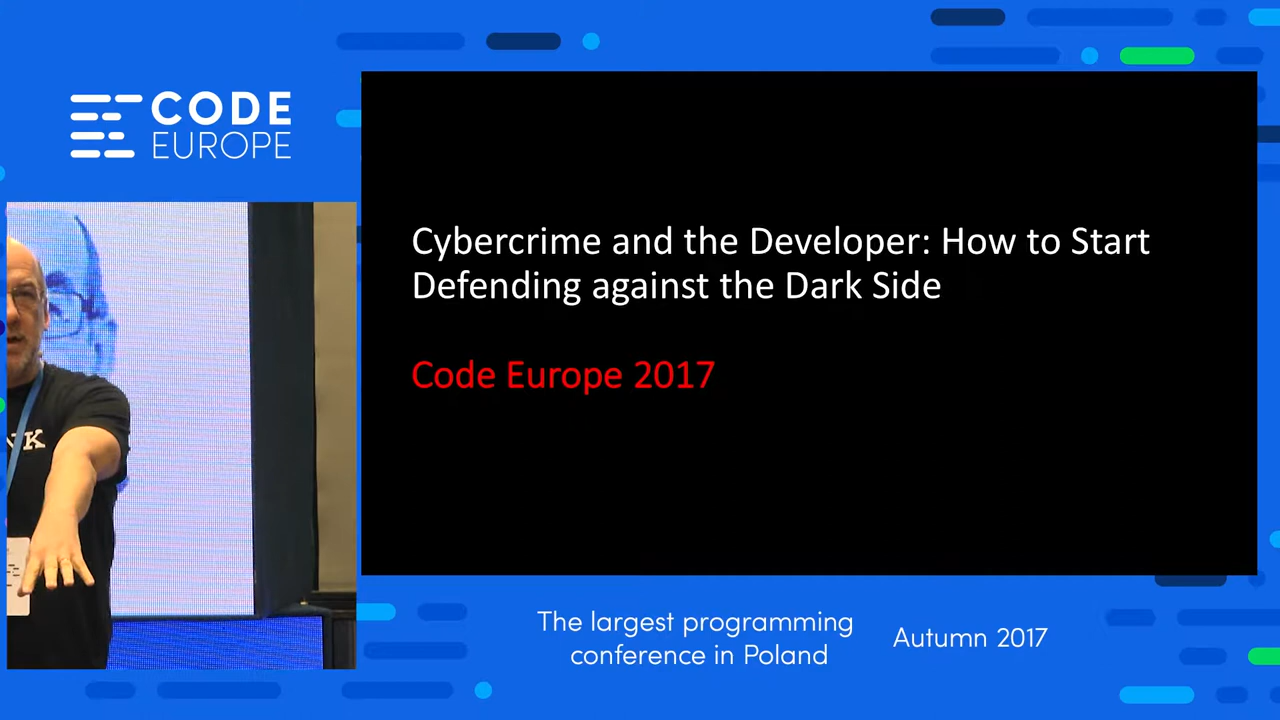 CODE
EUROPE
Cybercrime and the Developer: How to Start
Defending against the Dark Side
Code Europe 2017
NK
The largest programming
conference in Poland
Autumn 2017